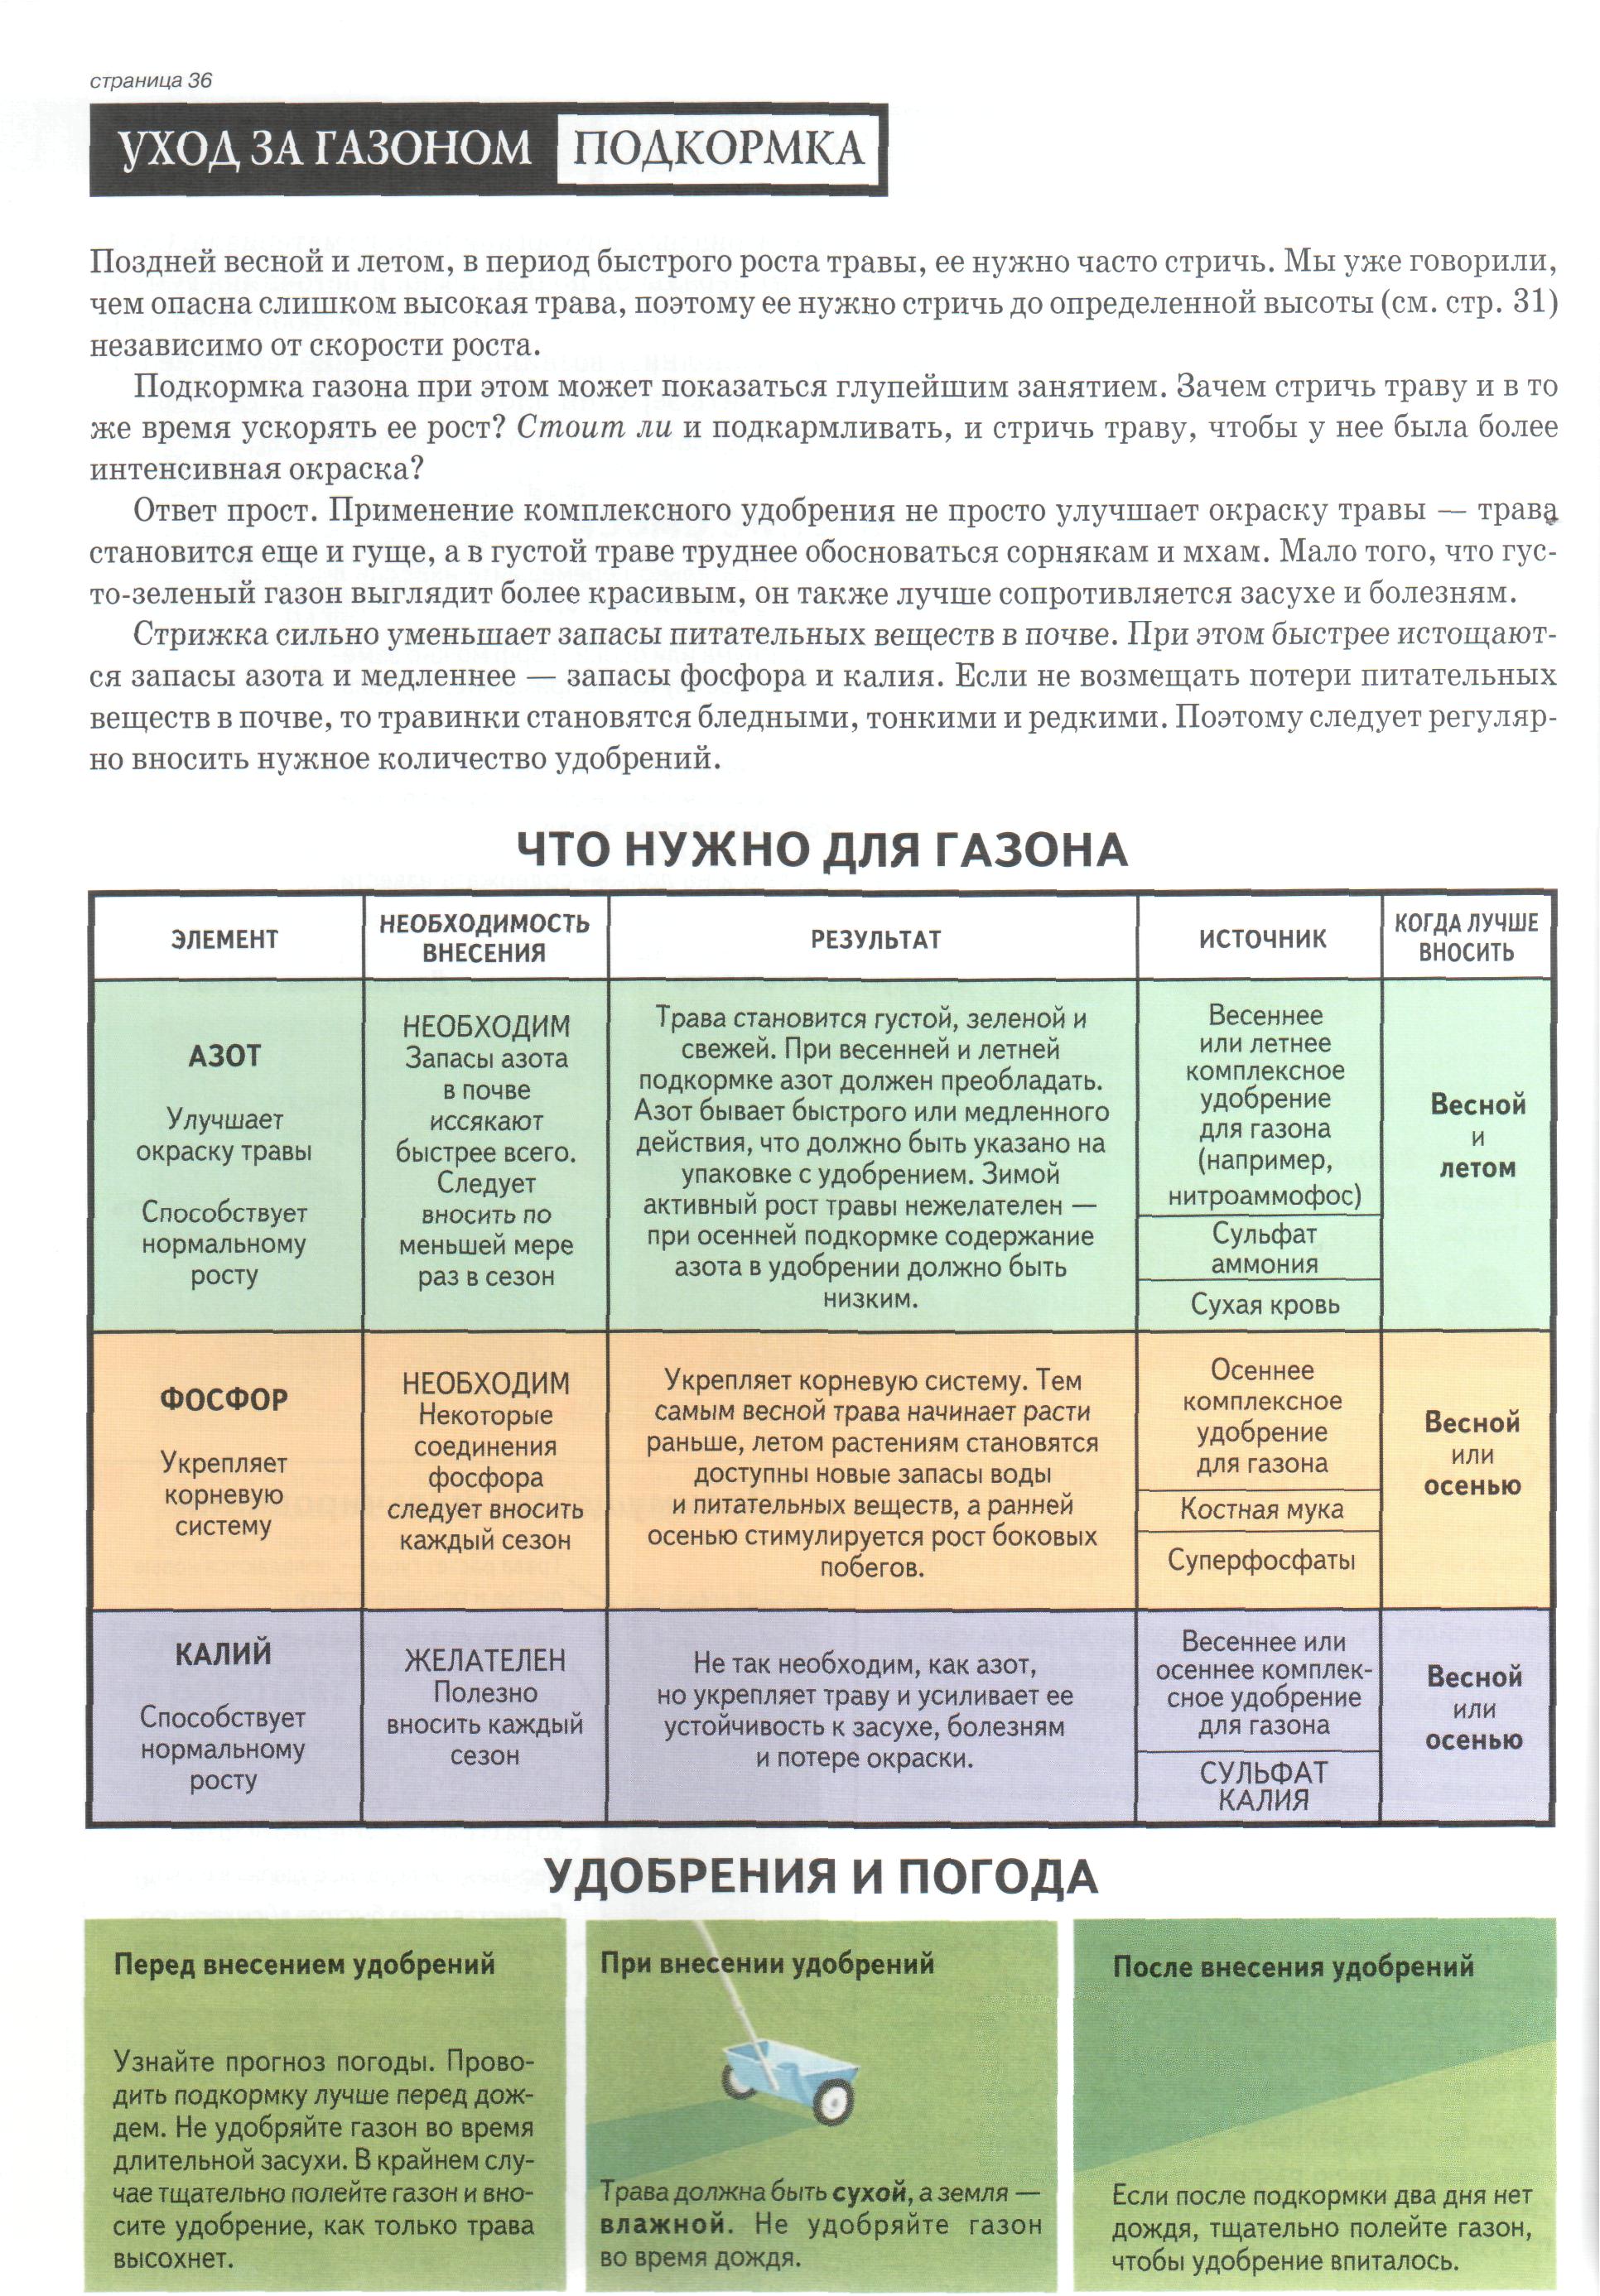 страница 36
УХОД ЗА ГАЗОНОМ ПОДКОРМКА
Поздней весной и летом, в период быстрого роста травы, ее нужно часто стричь. Мы уже говорили,
чем опасна слишком высокая трава, поэтому ее нужно стричь до определенной высоты (см. стр. 31)
независимо от скорости роста.
Подкормка газона при этом может показаться глупейшим занятием. Зачем стричь траву и в то
же время ускорять ее рост? Стоит ли и подкармливать, и стричь траву, чтобы у нее была более
интенсивная окраска?
Ответ прост. Применение комплексного удобрения не просто улучшает окраску травы — трава
становится еще и гуще, а в густой траве труднее обосноваться сорнякам и мхам. Мало того, что гус-
то-зеленый газон выглядит более красивым, он также лучше сопротивляется засухе и болезням.
Стрижка сильно уменьшает запасы питательных веществ в почве. При этом быстрее истощают-
ся запасы азота и медленнее — запасы фосфора и калия. Если не возмещать потери питательных
веществ в почве, то травинки становятся бледными, тонкими и редкими. Поэтому следует регуляр-
но вносить нужное количество удобрений.
ЧТО НУЖНО ДЛЯ ГАЗОНА
ЭЛЕМЕНТ
НЕОБХОДИМОСТЬ
ВНЕСЕНИЯ
РЕЗУЛЬТАТ
ИСТОЧНИК
КОГДА ЛУЧШЕ
ВНОСИТЬ
АЗОТ
Улучшает
окраску травы
Способствует
нормальному
росту
НЕОБХОДИМ
Запасы азота
в почве
иссякают
быстрее всего.
Следует
вносить по
меньшей мере
раз в сезон
Трава становится густой, зеленой и
свежей. При весенней и летней
подкормке азот должен преобладать.
Азот бывает быстрого или медленного
действия, что должно быть указано на
упаковке с удобрением. Зимой
активный рост травы нежелателен —
при осенней подкормке содержание
азота в удобрении должно быть
низким.
Весеннее
или летнее
комплексное
удобрение
для газона
(например,
нитроаммофос)
Сульфат
аммония
Сухая кровь
Весной
и
летом
ФОСФОР
Укрепляет
корневую
систему
НЕОБХОДИМ
Некоторые
соединения
фосфора
следует вносить
каждый сезон
Укрепляет корневую систему. Тем
самым весной трава начинает расти
раньше, летом растениям становятся
доступны новые запасы воды
и питательных веществ, а ранней
осенью стимулируется рост боковых
побегов.
Осеннее
комплексное
удобрение
для газона
Костная мука
Суперфосфаты
Весной
или
осенью
КАЛИЙ
Способствует
нормальному
росту
ЖЕЛАТЕЛЕН
Полезно
вносить каждый
сезон
Не так необходим, как азот,
но укрепляет траву и усиливает ее
устойчивость к засухе, болезням
и потере окраски.
Весеннее или
осеннее комплек-
сное удобрение
для газона
СУЛЬФАТ
КАЛИЯ
Весной
или
осенью
УДОБРЕНИЯ И ПОГОДА
Перед внесением удобрений
Узнайте прогноз погоды. Прово-
дить подкормку лучше перед дож-
дем. Не удобряйте газон во время
длительной засухи. В крайнем слу-
чае тщательно полейте газон и вно-
сите удобрение, как только трава
высохнет.
При внесении удобрений
Трава должна быть сухой, а земля —
влажной. Не удобряйте газон
во время дождя.
После внесения удобрений
Если после подкормки два дня нет
дождя, тщательно полейте газон,
чтобы удобрение впиталось.